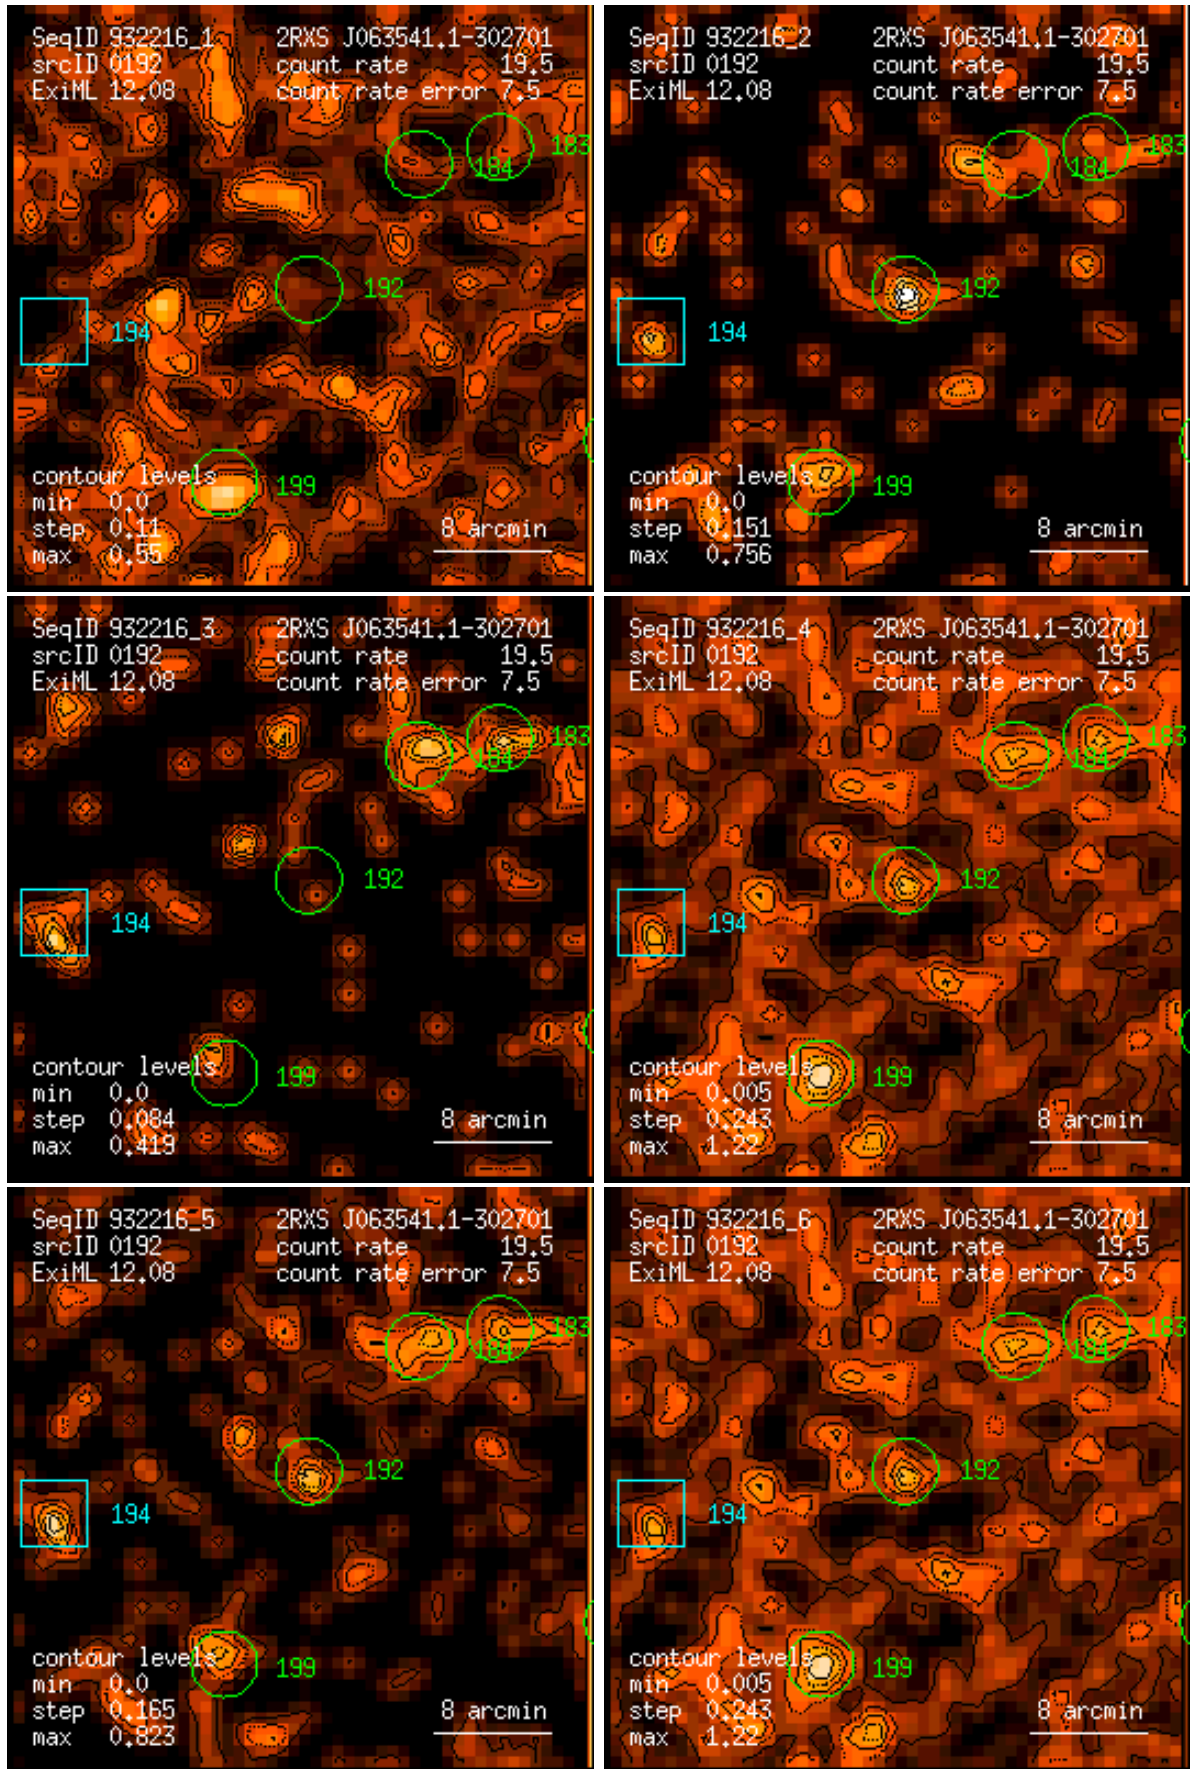 SeqID 932216_1 2RXS J063541.1-302701
srcID 0192 count rate 19.5
ExiML 12.08 count rate error 7.5
183
184
192
194
199
contour levels
min 0.0
step 0.11 8 arcmin
max 0.55
SeqID 932216_2 2RXS J063541.1-302701
srcID 0192 count rate 19.5
ExiML 12.08 count rate error 7.5
183
184
192
194
199
contour levels
min 0.0
step 0.151 8 arcmin
max 0.756
SeqID 932216_3 2RXS J063541.1-302701
srcID 0192 count rate 19.5
ExiML 12.08 count rate error 7.5
183
184
192
194
199
contour levels
min 0.0
step 0.084 8 arcmin
max 0.419
SeqID 932216_4 2RXS J063541.1-302701
srcID 0192 count rate 19.5
ExiML 12.08 count rate error 7.5
183
184
192
194
199
contour levels
min 0.005
step 0.243 8 arcmin
max 1.22
SeqID 932216_5 2RXS J063541.1-302701
srcID 0192 count rate 19.5
ExiML 12.08 count rate error 7.5
183
184
192
194
199
contour levels
min 0.0
step 0.165 8 arcmin
max 0.823
SeqID 932216_6 2RXS J063541.1-302701
srcID 0192 count rate 19.5
ExiML 12.08 count rate error 7.5
183
184
192
194
199
contour levels
min 0.005
step 0.243 8 arcmin
max 1.22